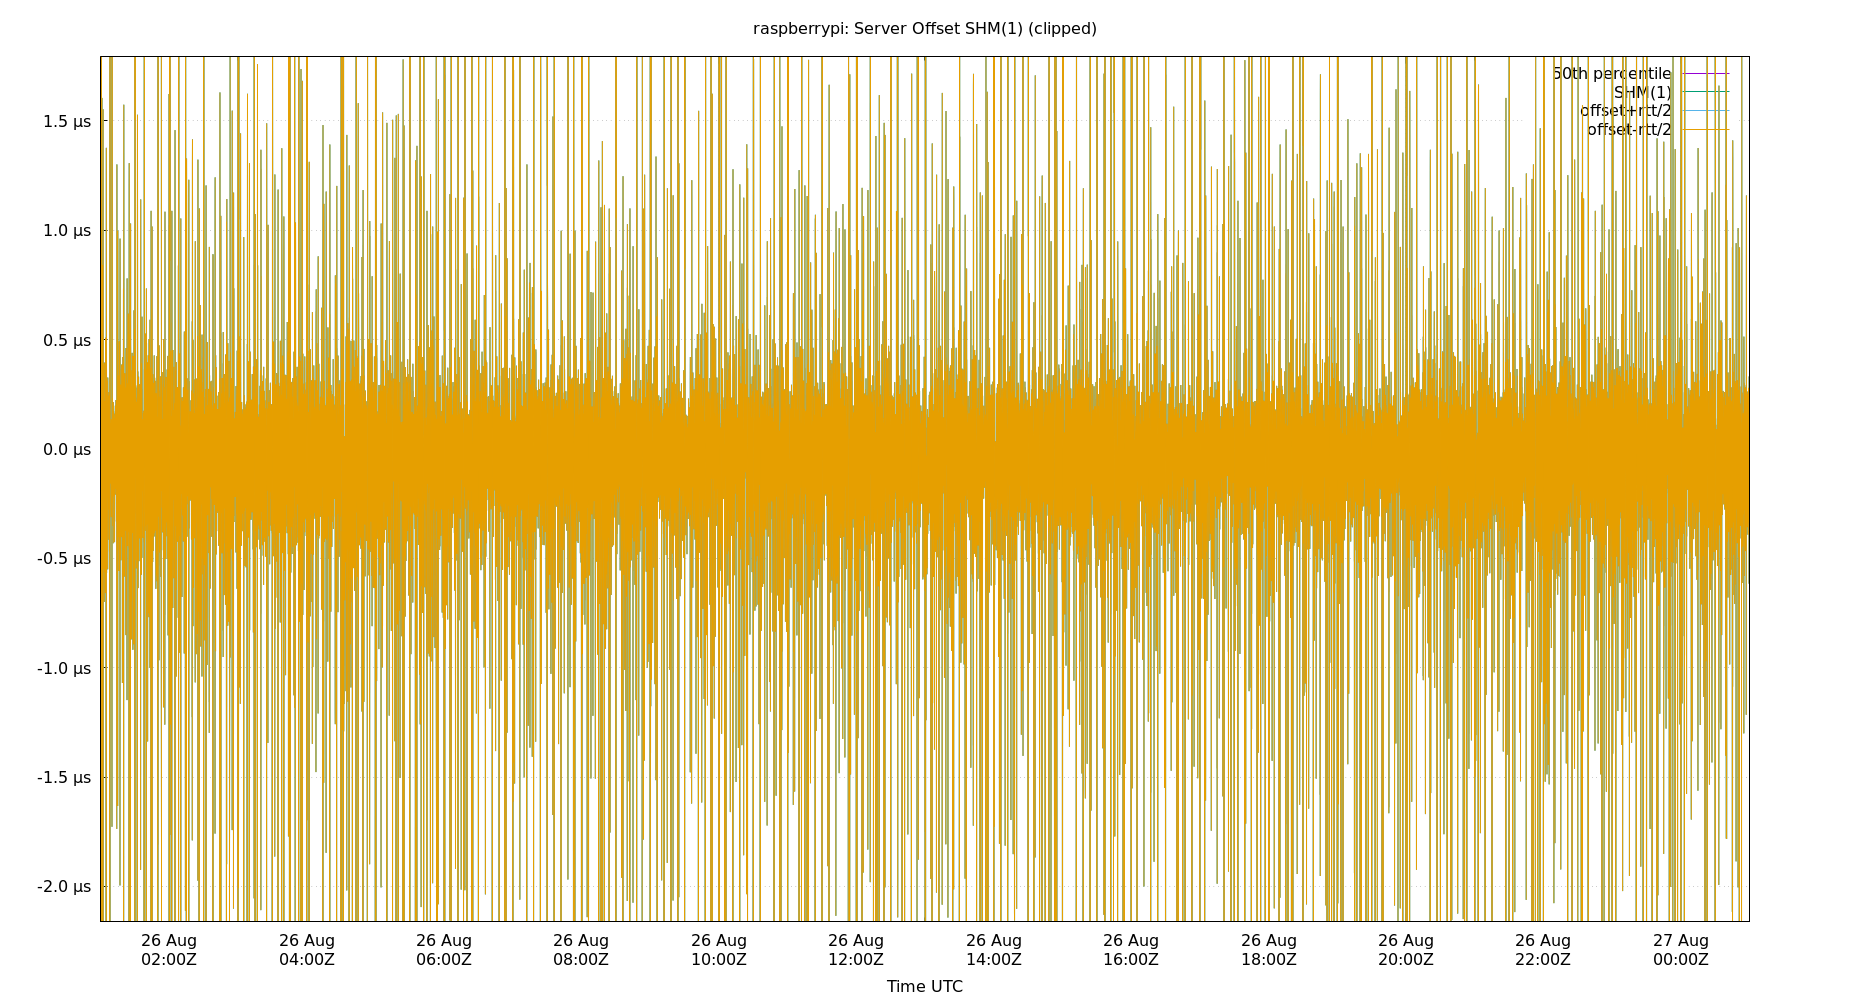 raspberrypi: Server Offset SHM(1) (clipped)
50th percentile
SHM(1)
offset+rtt/2
offset-rtt/2
1.5 µs
1.0 µs
0.5 µs
0.0 µs
-0.5 µs
-1.0 µs
-1.5 µs
-2.0 µs
26 Aug 26 Aug 26 Aug 26 Aug 26 Aug 26 Aug 26 Aug 26 Aug 26 Aug 26 Aug 26 Aug 27 Aug
02:00Z 04:00Z 06:00Z 08:00Z 10:00Z 12:00Z 14:00Z 16:00Z 18:00Z 20:00Z 22:00Z 00:00Z
Time UTC